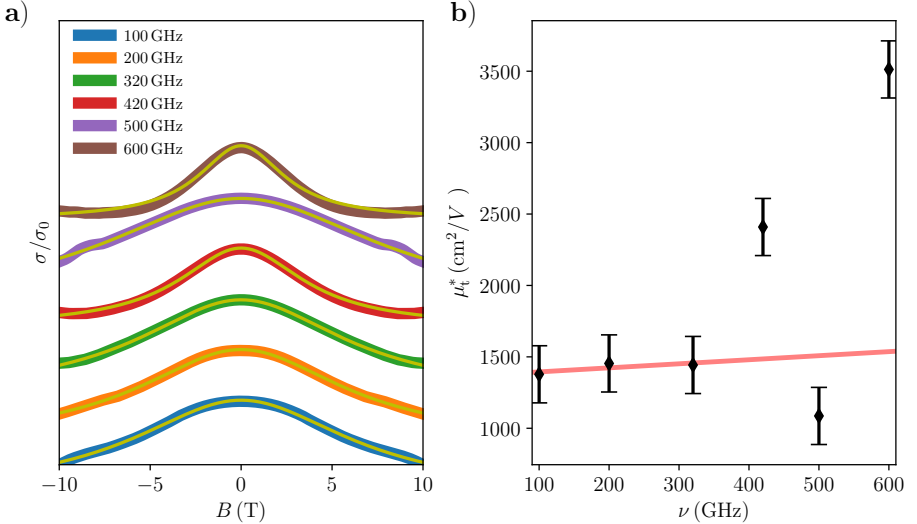 a)
100 GHz
200 GHz
320 GHz
420 GHz
500 GHz
600 GHz
σ/σ₀
−10
−5
0
5
10
B (T)
b)
3500
3000
2500
2000
1500
1000
μ*ₜ (cm²/V)
100
200
300
400
500
600
ν (GHz)